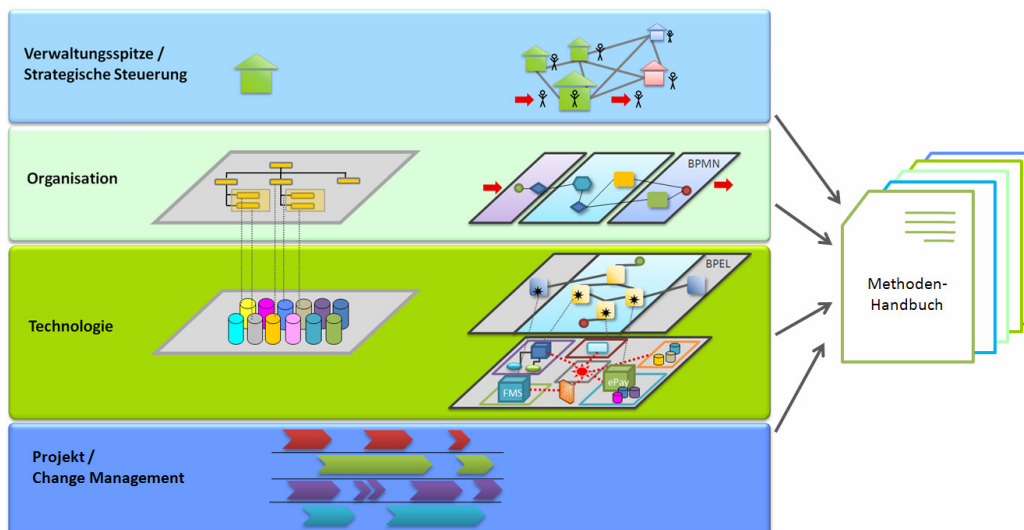 Verwaltungsspitze /
Strategische Steuerung
Organisation
BPMN
Technologie
BPEL
FMS
ePay
Projekt /
Change Management
Methoden-
Handbuch